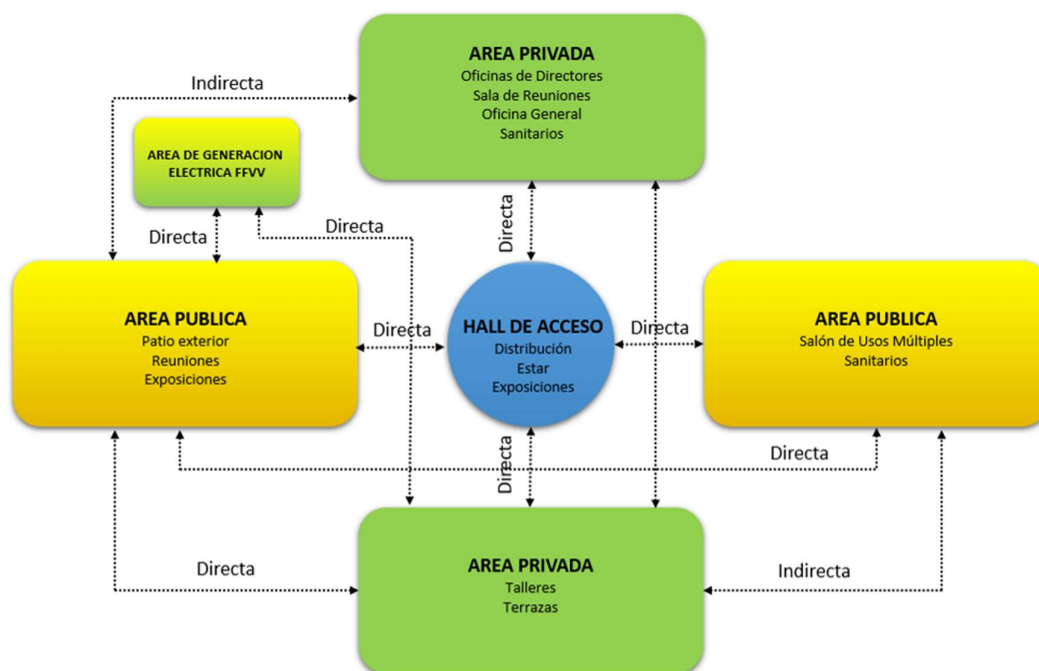 AREA PRIVADA
Oficinas de Directores
Sala de Reuniones
Oficina General
Sanitarios
Indirecta
AREA DE GENERACION
ELECTRICA FFVV
Directa
Directa
Directa
AREA PUBLICA
Patio exterior
Reuniones
Exposiciones
Directa
HALL DE ACCESO
Distribución
Estar
Exposiciones
Directa
AREA PUBLICA
Salón de Usos Múltiples
Sanitarios
Directa
Directa
Directa
AREA PRIVADA
Talleres
Terrazas
Indirecta